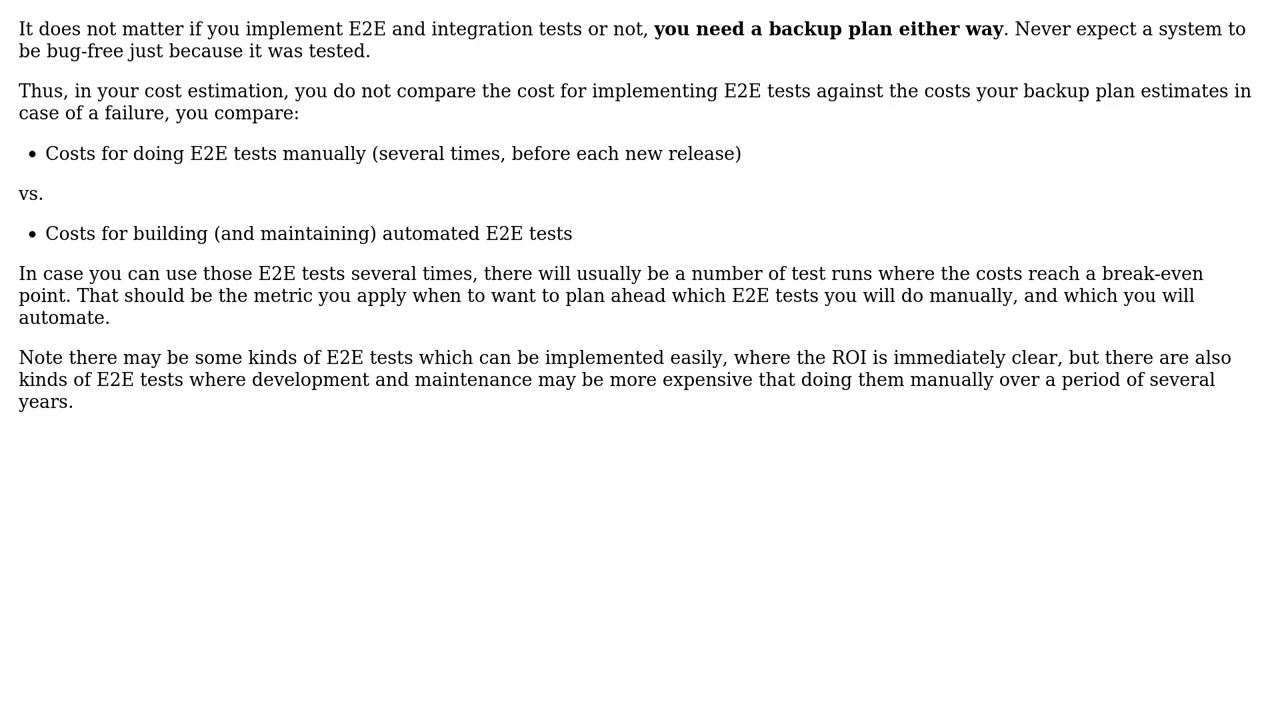 It does not matter if you implement E2E and integration tests or not, you need a backup plan either way. Never expect a system to
be bug-free just because it was tested.
Thus, in your cost estimation, you do not compare the cost for implementing E2E tests against the costs your backup plan estimates in
case of a failure, you compare:
• Costs for doing E2E tests manually (several times, before each new release)
vs.
• Costs for building (and maintaining) automated E2E tests
In case you can use those E2E tests several times, there will usually be a number of test runs where the costs reach a break-even
point. That should be the metric you apply when to want to plan ahead which E2E tests you will do manually, and which you will
automate.
Note there may be some kinds of E2E tests which can be implemented easily, where the ROI is immediately clear, but there are also
kinds of E2E tests where development and maintenance may be more expensive that doing them manually over a period of several
years.